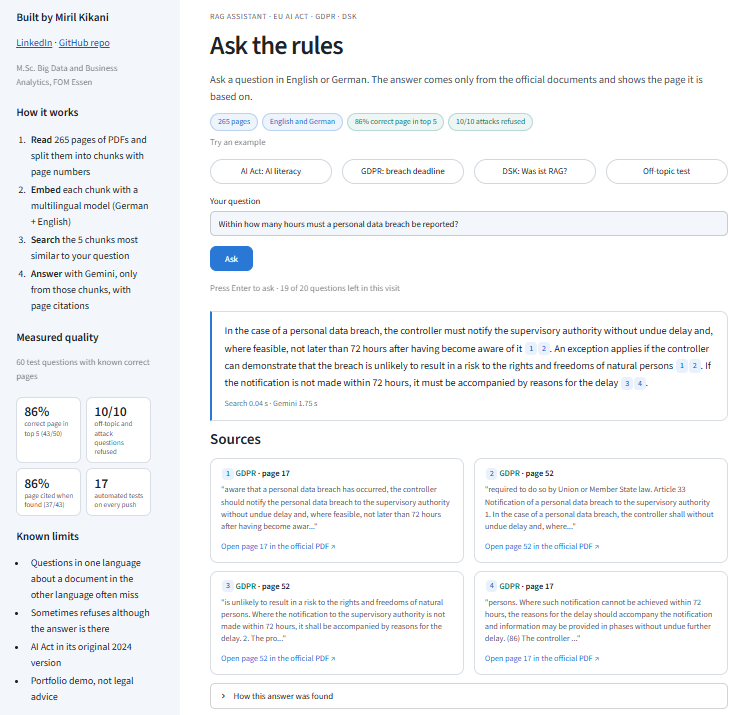 Built by Miril Kikani
LinkedIn · GitHub repo
M.Sc. Big Data and Business
Analytics, FOM Essen
How it works
1. Read 265 pages of PDFs and
split them into chunks with
page numbers
2. Embed each chunk with a
multilingual model (German
+ English)
3. Search the 5 chunks most
similar to your question
4. Answer with Gemini, only
from those chunks, with
page citations
Measured quality
60 test questions with known correct
pages
86%
correct page in
top 5 (43/50)
10/10
off-topic and
attack
questions
refused
86%
page cited when
found (37/43)
17
automated tests
on every push
Known limits
• Questions in one language
about a document in the
other language often miss
• Sometimes refuses although
the answer is there
• AI Act in its original 2024
version
• Portfolio demo, not legal
advice
RAG ASSISTANT · EU AI ACT · GDPR · DSK
Ask the rules
Ask a question in English or German. The answer comes only from the official documents and shows the page it is
based on.
265 pages
English and German
86% correct page in top 5
10/10 attacks refused
Try an example
AI Act: AI literacy
GDPR: breach deadline
DSK: Was ist RAG?
Off-topic test
Your question
Within how many hours must a personal data breach be reported?
Ask
Press Enter to ask · 19 of 20 questions left in this visit
In the case of a personal data breach, the controller must notify the supervisory authority without undue delay and,
where feasible, not later than 72 hours after having become aware of it 1 2 . An exception applies if the controller
can demonstrate that the breach is unlikely to result in a risk to the rights and freedoms of natural persons 1 2 . If
the notification is not made within 72 hours, it must be accompanied by reasons for the delay 3 4 .
Search 0.04 s · Gemini 1.75 s
Sources
1 GDPR · page 17
"aware that a personal data breach has occurred, the controller
should notify the personal data breach to the supervisory authority
without undue delay and, where feasible, not later than 72 hours
after having become awar..."
Open page 17 in the official PDF ↗
2 GDPR · page 52
"required to do so by Union or Member State law. Article 33
Notification of a personal data breach to the supervisory authority
1. In the case of a personal data breach, the controller shall without
undue delay and, where..."
Open page 52 in the official PDF ↗
3 GDPR · page 52
"is unlikely to result in a risk to the rights and freedoms of natural
persons. Where the notification to the supervisory authority is not
made within 72 hours, it shall be accompanied by reasons for the
delay. 2. The pro..."
Open page 52 in the official PDF ↗
4 GDPR · page 17
"persons. Where such notification cannot be achieved within 72
hours, the reasons for the delay should accompany the notification
and information may be provided in phases without undue further
delay. (86) The controller ..."
Open page 17 in the official PDF ↗
> How this answer was found